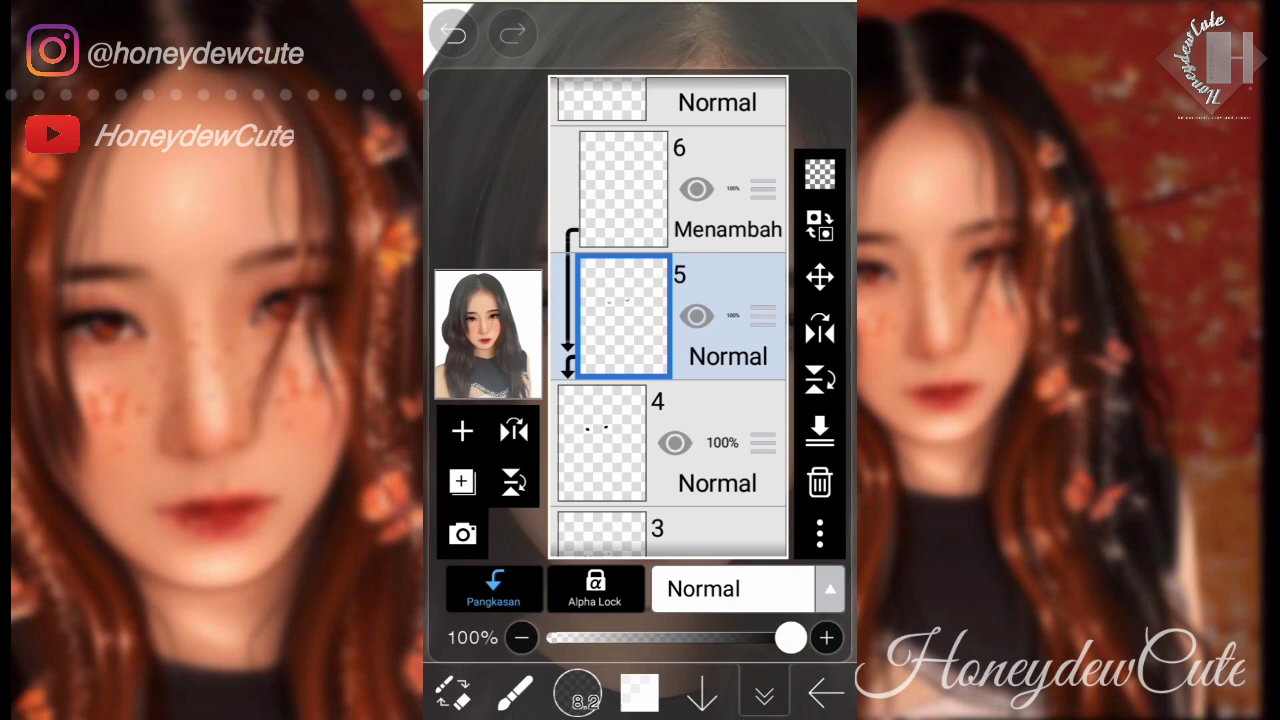 @honeydewcute
HoneydewCute
HoneydewCute
H
Normal
6
100%
Menambah
5
100%
Normal
4
100%
Normal
3
Pangkasan
α
Alpha Lock
Normal
100%
8.2
HoneydewCute